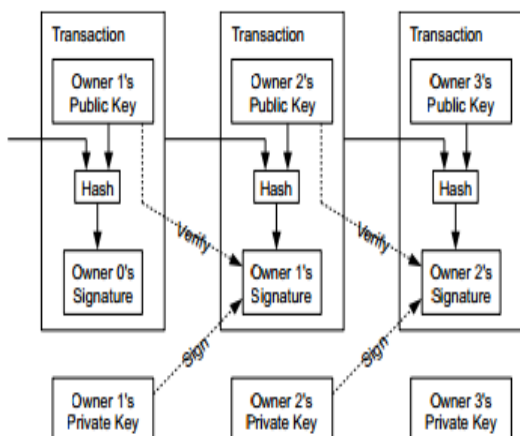 Transaction
Owner 1's
Public Key
Hash
Owner 0's
Signature
Transaction
Owner 2's
Public Key
Hash
Verify
Owner 1's
Signature
Transaction
Owner 3's
Public Key
Hash
Verify
Owner 2's
Signature
Sign
Sign
Owner 1's
Private Key
Owner 2's
Private Key
Owner 3's
Private Key